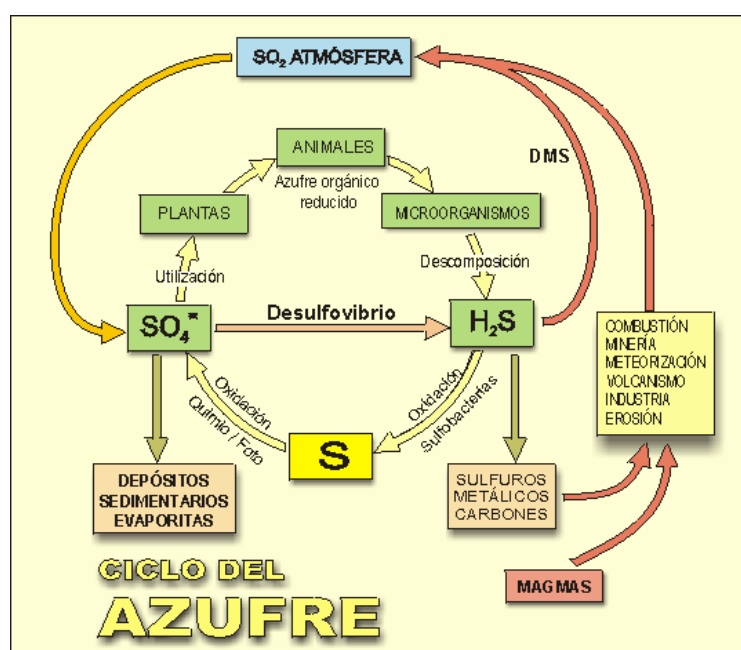 SO₂ ATMÓSFERA
DMS
ANIMALES
Azufre orgánico
reducido
PLANTAS
MICROORGANISMOS
Utilización
Descomposición
SO₄⁼
Desulfovibrio
H₂S
COMBUSTIÓN
MINERÍA
METEORIZACIÓN
VOLCANISMO
INDUSTRIA
EROSIÓN
Oxidación
Quimio / Foto
Oxidación
Sulfobacterias
S
DEPÓSITOS
SEDIMENTARIOS
EVAPORITAS
SULFUROS
METÁLICOS
CARBONES
MAGMAS
CICLO DEL
AZUFRE